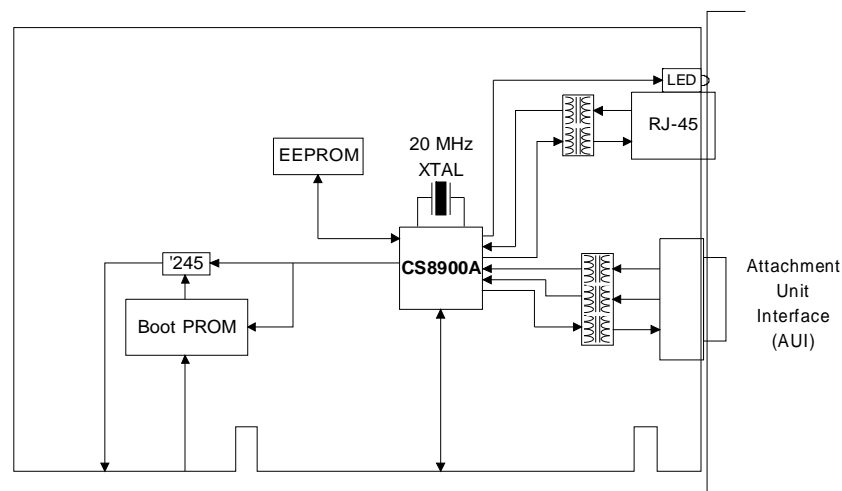 LED
RJ-45
20 MHz
XTAL
EEPROM
CS8900A
'245
Boot PROM
Attachment
Unit
Interface
(AUI)